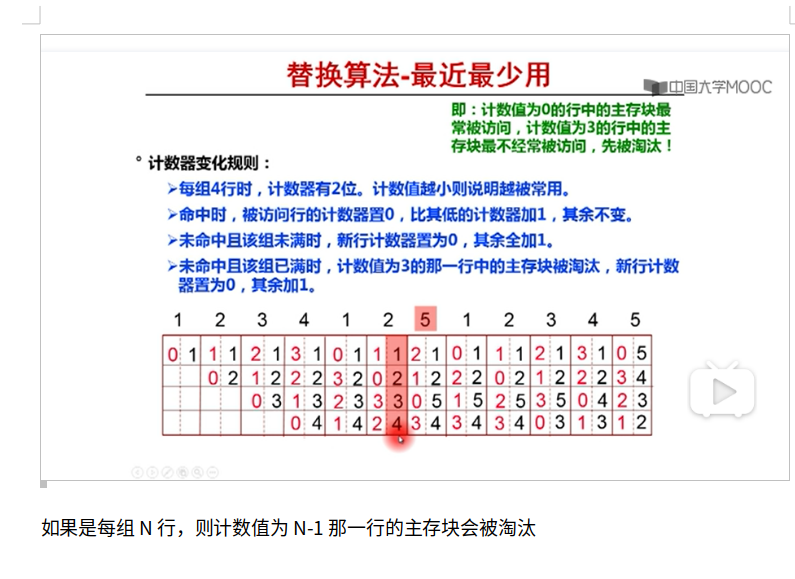 替换算法-最近最少用
中国大学MOOC
即：计数值为0的行中的主存块最
常被访问，计数值为3的行中的主
存块最不经常被访问，先被淘汰！
° 计数器变化规则：
➢每组4行时，计数器有2位。计数值越小则说明越被常用。
➢命中时，被访问行的计数器置0，比其低的计数器加1，其余不变。
➢未命中且该组未满时，新行计数器置为0，其余全加1。
➢未命中且该组已满时，计数值为3的那一行中的主存块被淘汰，新行计数
器置为0，其余加1。
1 2 3 4 1 2 5 1 2 3 4 5
0 1 1 1 2 1 3 1 0 1 1 1 2 1 0 1 1 1 2 1 3 1 0 5
0 2 1 2 2 2 3 2 0 2 1 2 2 2 0 2 1 2 2 2 3 4
0 3 1 3 2 3 3 3 0 5 1 5 2 5 3 5 0 4 2 3
0 4 1 4 2 4 3 4 3 4 3 4 0 3 1 3 1 2
如果是每组 N 行，则计数值为 N-1 那一行的主存块会被淘汰